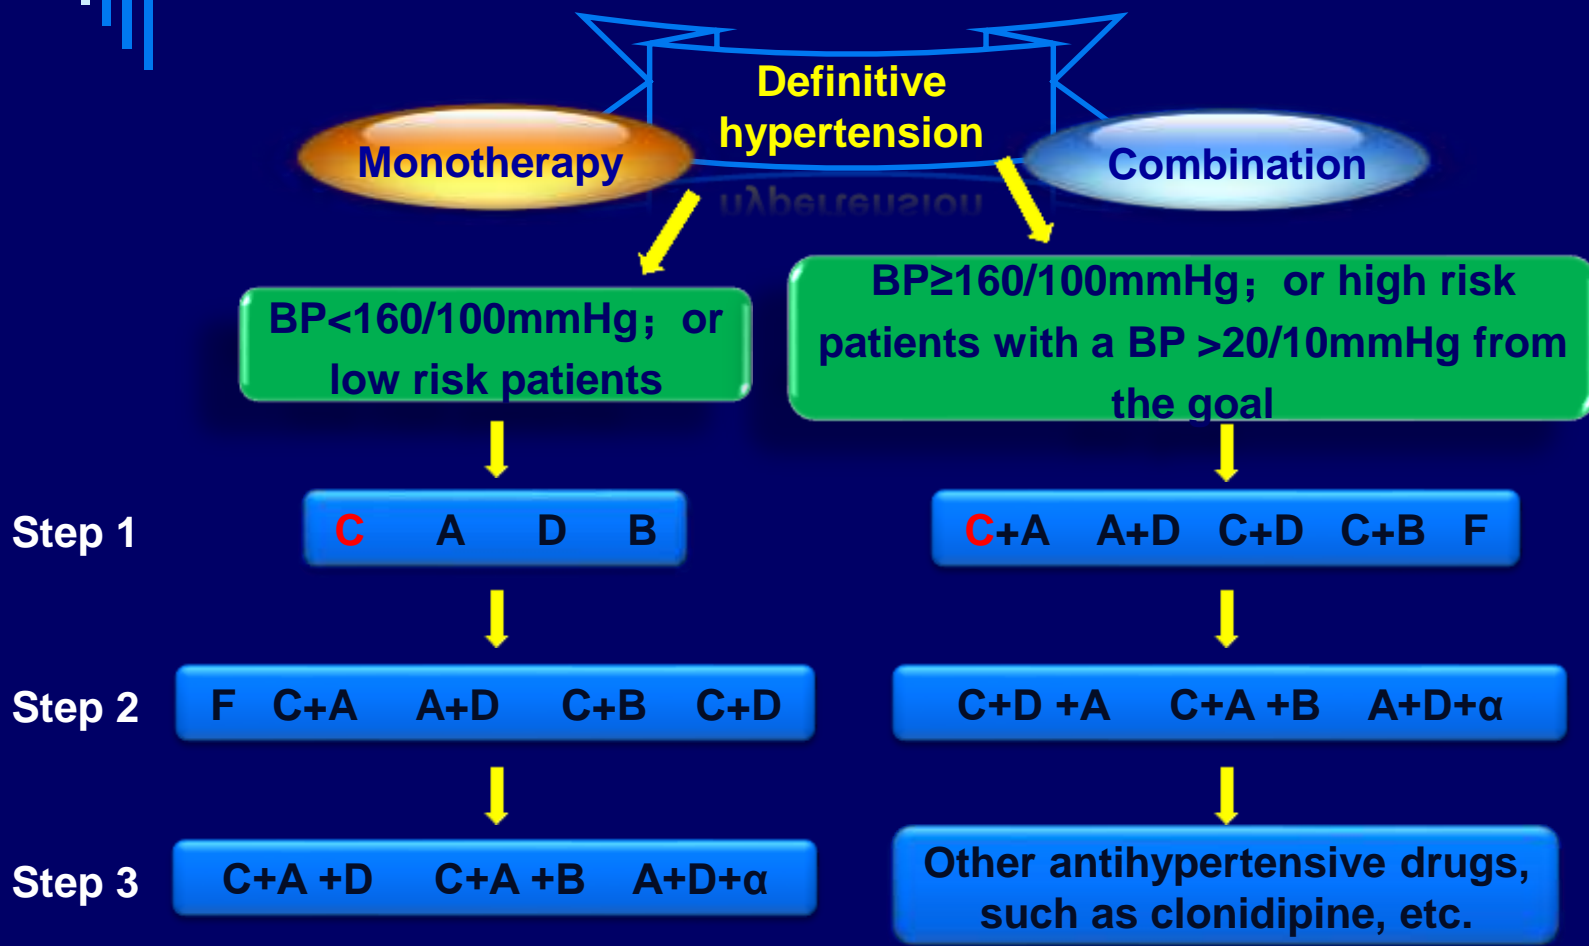 Definitive
hypertension
Monotherapy
Combination
BP<160/100mmHg；or
low risk patients
BP≥160/100mmHg；or high risk
patients with a BP >20/10mmHg from
the goal
Step 1
C A D B
C+A A+D C+D C+B F
Step 2
F C+A A+D C+B C+D
C+D +A C+A +B A+D+α
Step 3
C+A +D C+A +B A+D+α
Other antihypertensive drugs,
such as clonidipine, etc.